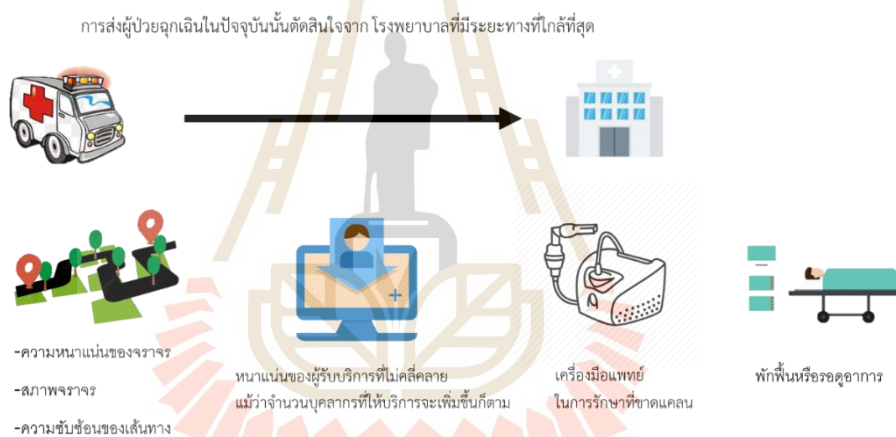 การส่งผู้ป่วยฉุกเฉินในปัจจุบันนั้นตัดสินใจจาก โรงพยาบาลที่มีระยะทางที่ใกล้ที่สุด
-ความหนาแน่นของจราจร
-สภาพจราจร
-ความซับซ้อนของเส้นทาง
หนาแน่นของผู้รับบริการที่ไม่คลี่คลาย
แม้ว่าจำนวนบุคลากรที่ให้บริการจะเพิ่มขึ้นก็ตาม
เครื่องมือแพทย์
ในการรักษาที่ขาดแคลน
พักฟื้นหรือรอดูอาการ